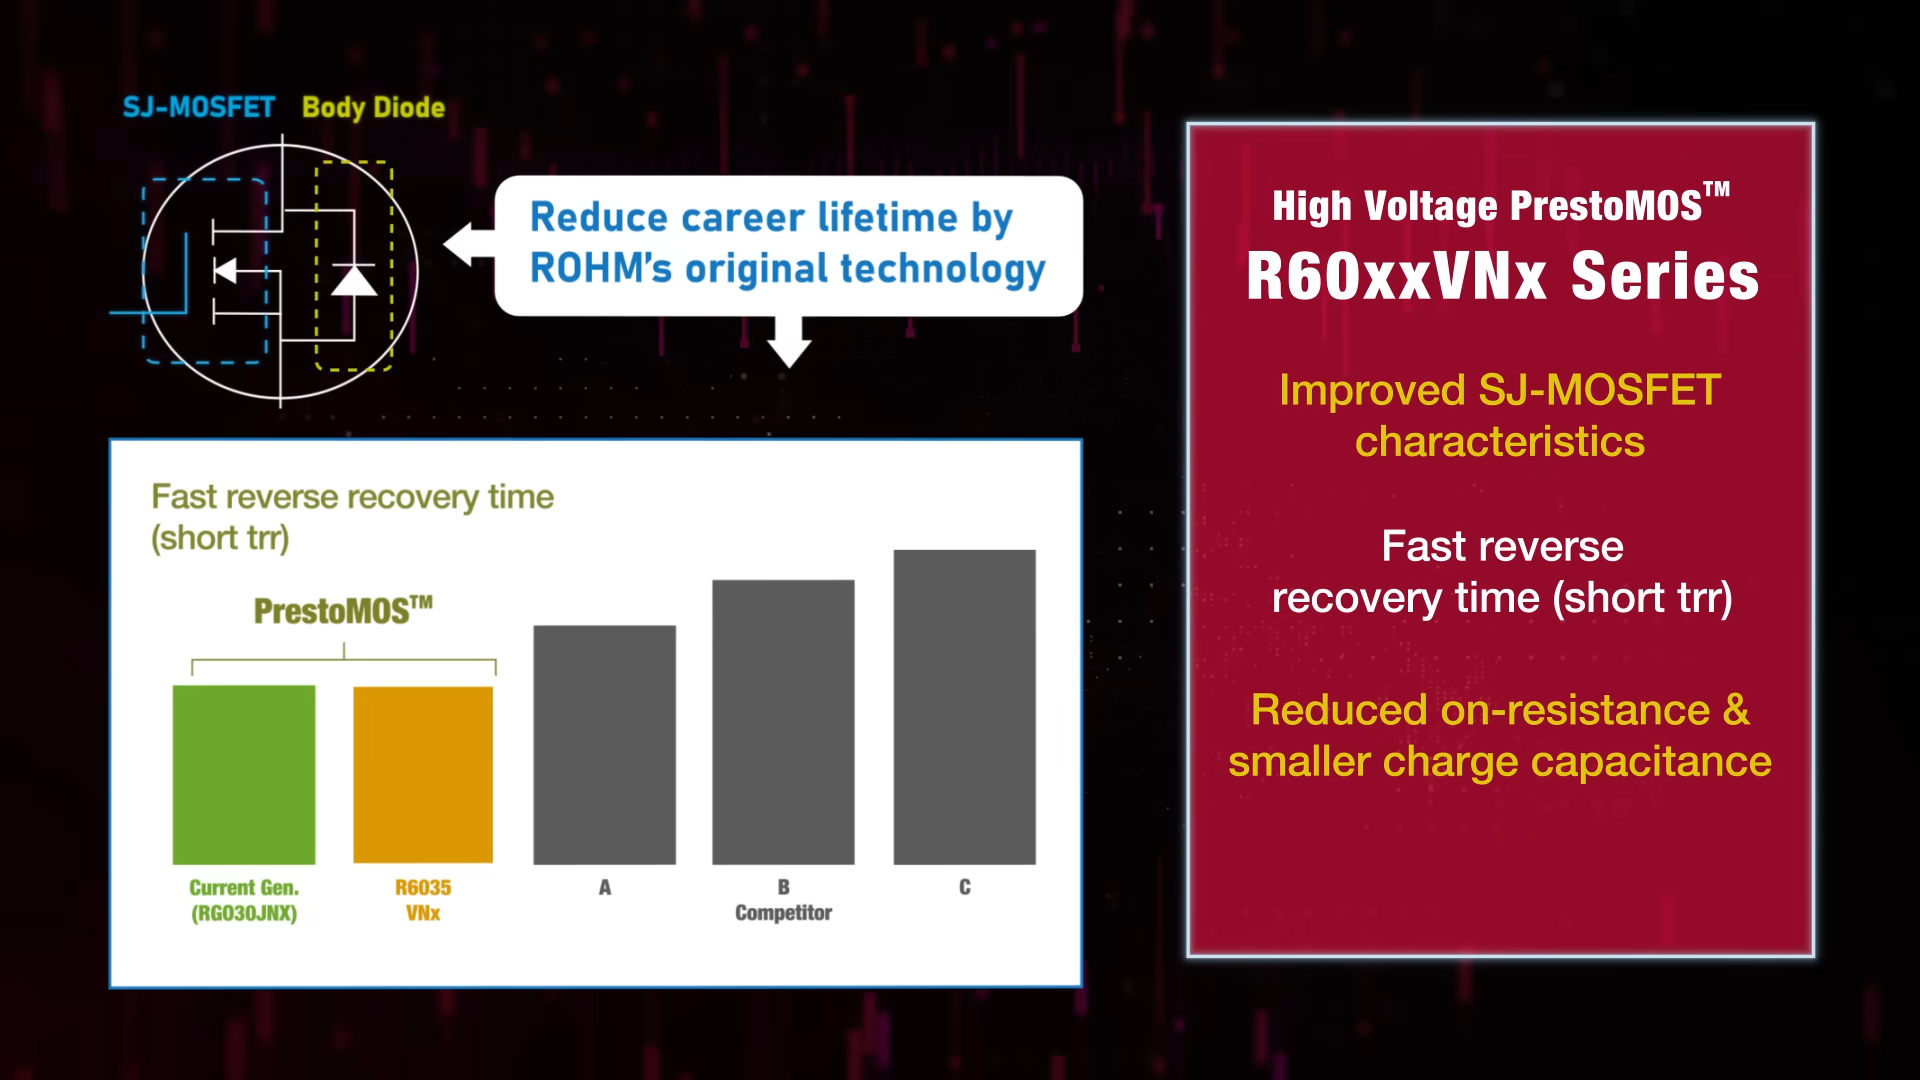 SJ-MOSFET Body Diode
Reduce career lifetime by
ROHM's original technology
Fast reverse recovery time
(short trr)
PrestoMOS™
Current Gen.
(RGO30JNX)
R6035
VNx
A
B
Competitor
C
High Voltage PrestoMOS™
R60xxVNx Series
Improved SJ-MOSFET
characteristics
Fast reverse
recovery time (short trr)
Reduced on-resistance &
smaller charge capacitance